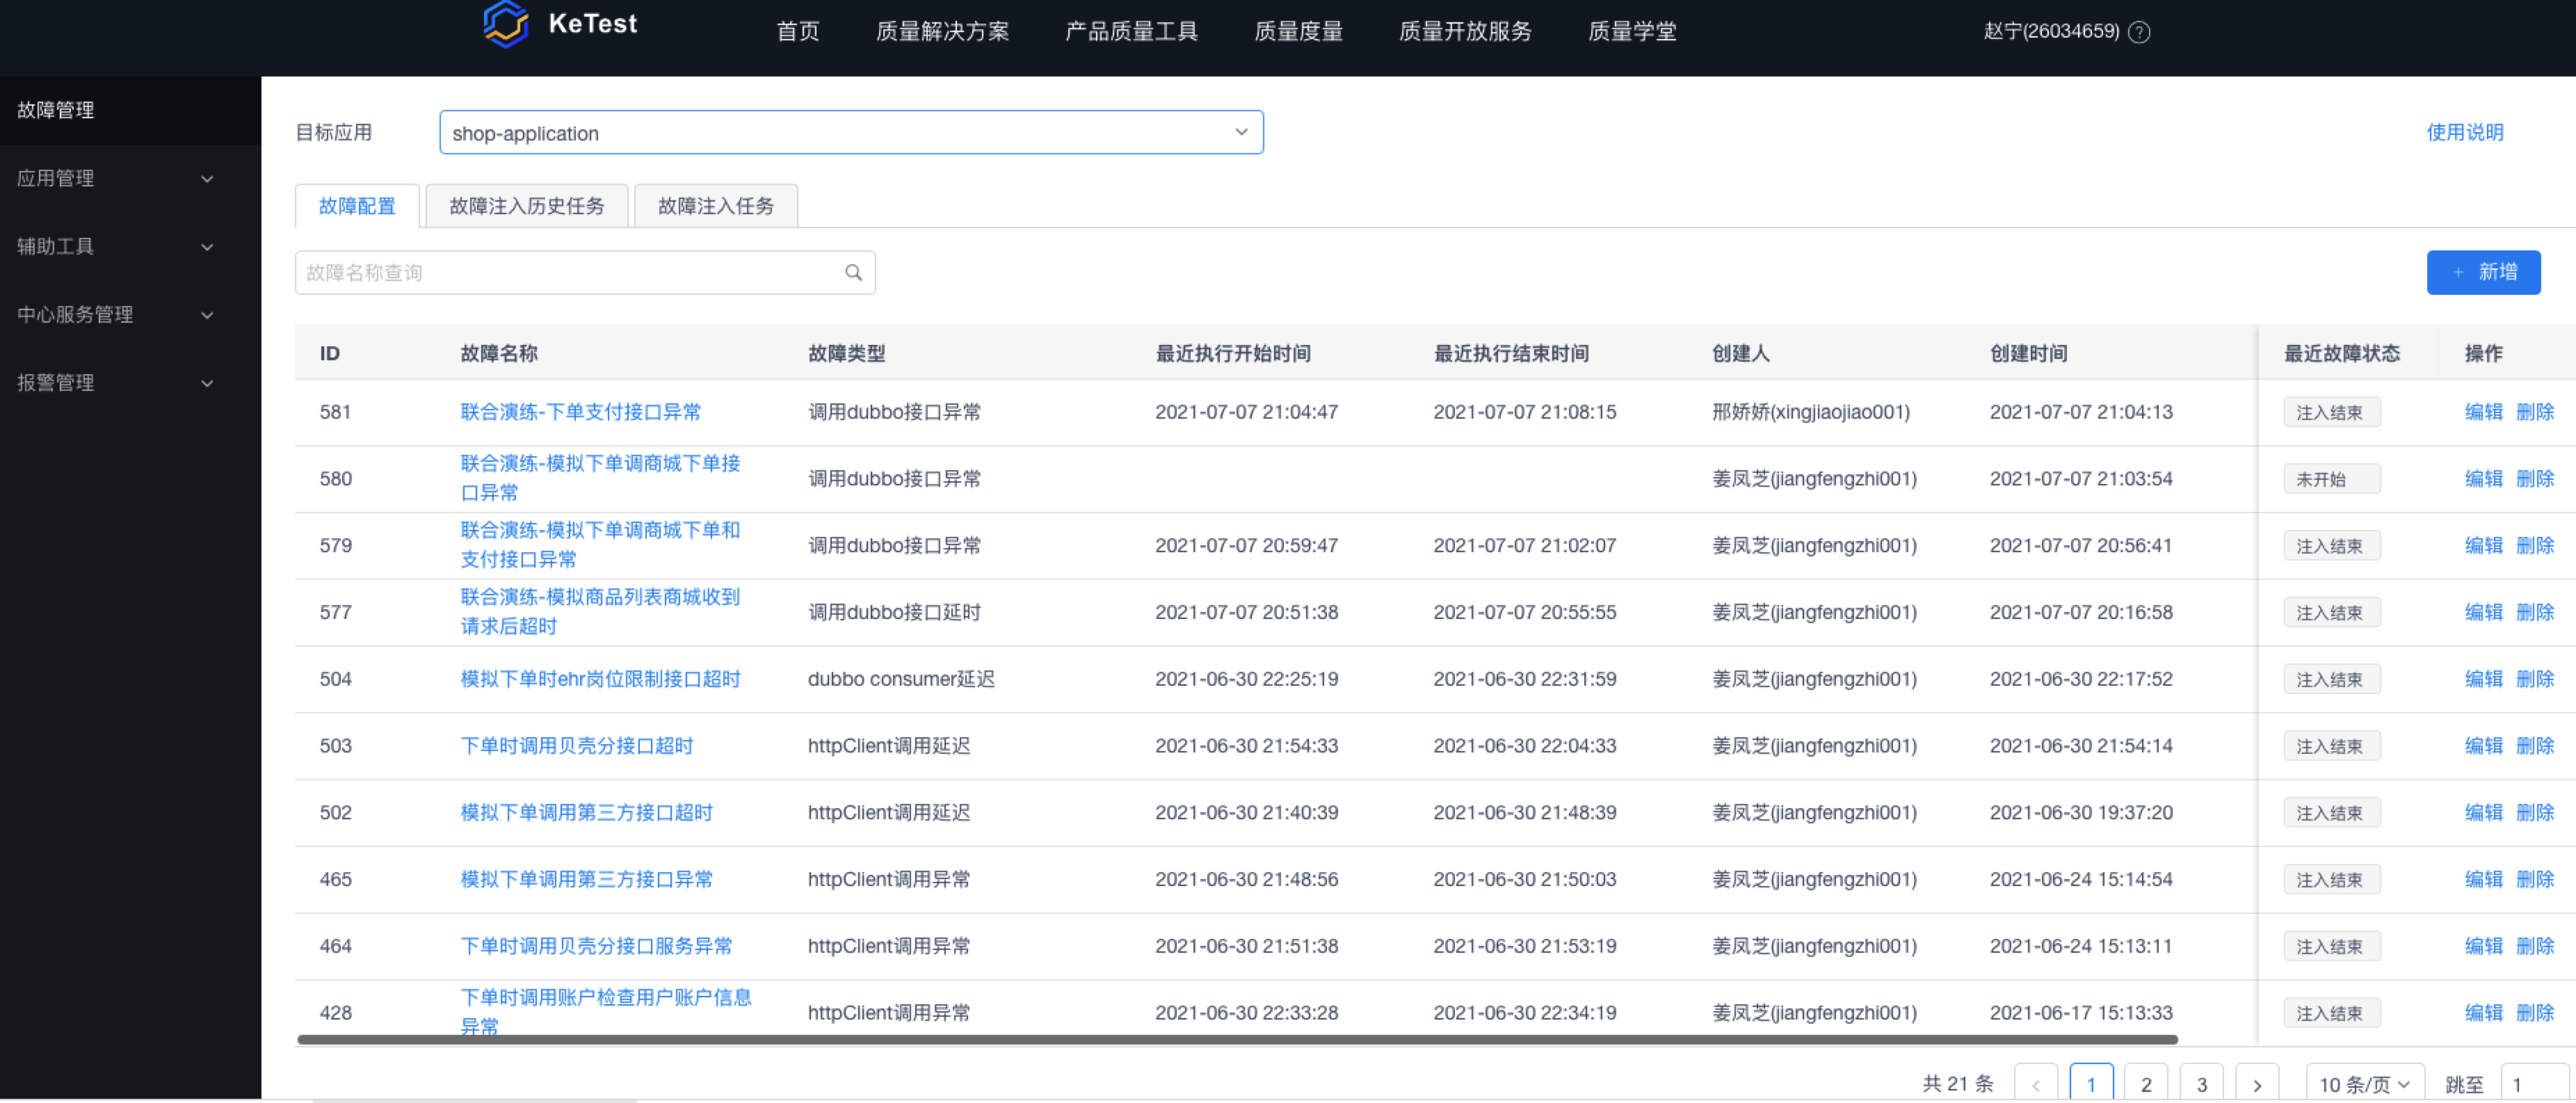 KeTest 首页 质量解决方案 产品质量工具 质量度量 质量开放服务 质量学堂 赵宁(26034659) ?
故障管理
应用管理
辅助工具
中心服务管理
报警管理
目标应用 shop-application 使用说明
故障配置 故障注入历史任务 故障注入任务
故障名称查询 + 新增
ID 故障名称 故障类型 最近执行开始时间 最近执行结束时间 创建人 创建时间 最近故障状态 操作
581 联合演练-下单支付接口异常 调用dubbo接口异常 2021-07-07 21:04:47 2021-07-07 21:08:15 邢娇娇(xingjiaojiao001) 2021-07-07 21:04:13 注入结束 编辑 删除
580 联合演练-模拟下单调商城下单接
口异常 调用dubbo接口异常 姜凤芝(jiangfengzhi001) 2021-07-07 21:03:54 未开始 编辑 删除
579 联合演练-模拟下单调商城下单和
支付接口异常 调用dubbo接口异常 2021-07-07 20:59:47 2021-07-07 21:02:07 姜凤芝(jiangfengzhi001) 2021-07-07 20:56:41 注入结束 编辑 删除
577 联合演练-模拟商品列表商城收到
请求后超时 调用dubbo接口延时 2021-07-07 20:51:38 2021-07-07 20:55:55 姜凤芝(jiangfengzhi001) 2021-07-07 20:16:58 注入结束 编辑 删除
504 模拟下单时ehr岗位限制接口超时 dubbo consumer延迟 2021-06-30 22:25:19 2021-06-30 22:31:59 姜凤芝(jiangfengzhi001) 2021-06-30 22:17:52 注入结束 编辑 删除
503 下单时调用贝壳分接口超时 httpClient调用延迟 2021-06-30 21:54:33 2021-06-30 22:04:33 姜凤芝(jiangfengzhi001) 2021-06-30 21:54:14 注入结束 编辑 删除
502 模拟下单调用第三方接口超时 httpClient调用延迟 2021-06-30 21:40:39 2021-06-30 21:48:39 姜凤芝(jiangfengzhi001) 2021-06-30 19:37:20 注入结束 编辑 删除
465 模拟下单调用第三方接口异常 httpClient调用异常 2021-06-30 21:48:56 2021-06-30 21:50:03 姜凤芝(jiangfengzhi001) 2021-06-24 15:14:54 注入结束 编辑 删除
464 下单时调用贝壳分接口服务异常 httpClient调用异常 2021-06-30 21:51:38 2021-06-30 21:53:19 姜凤芝(jiangfengzhi001) 2021-06-24 15:13:11 注入结束 编辑 删除
428 下单时调用账户检查用户账户信息
异常 httpClient调用异常 2021-06-30 22:33:28 2021-06-30 22:34:19 姜凤芝(jiangfengzhi001) 2021-06-17 15:13:33 注入结束 编辑 删除
共 21 条 < 1 2 3 > 10 条/页 跳至 1